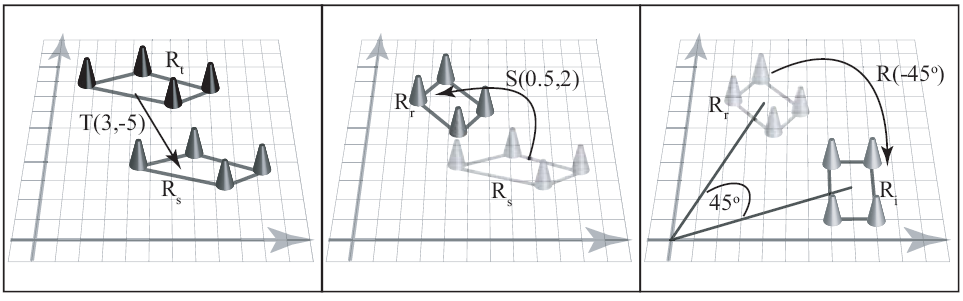 R_t
T(3,-5)
R_s
S(0.5,2)
R_r
R_s
R(-45°)
R_r
R_i
45°